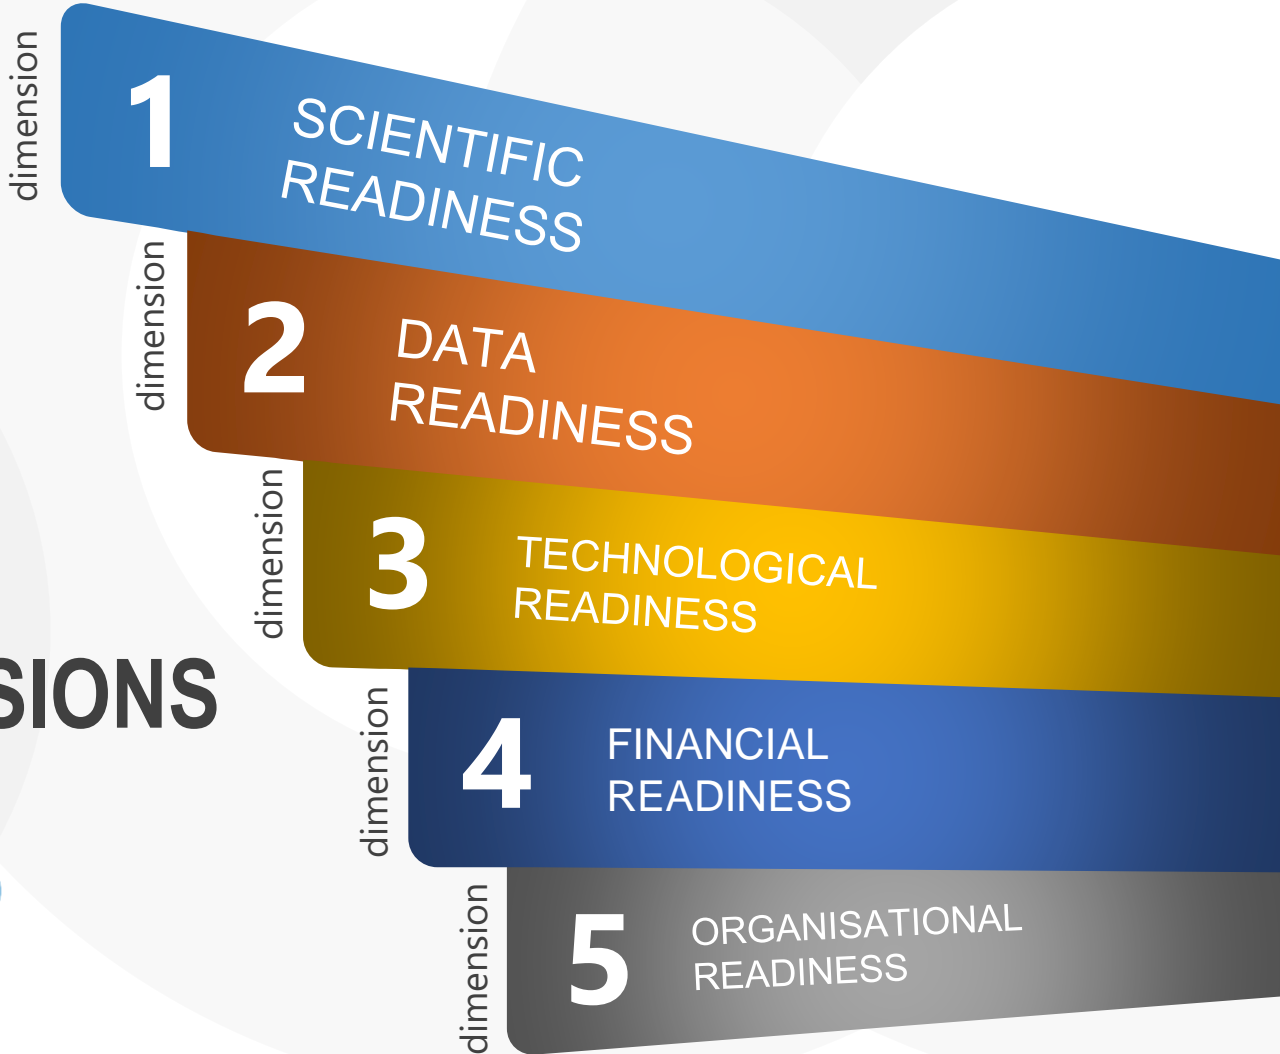 dimension
1
SCIENTIFIC
READINESS
dimension
2
DATA
READINESS
dimension
3
TECHNOLOGICAL
READINESS
SIONS
dimension
4
FINANCIAL
READINESS
dimension
5
ORGANISATIONAL
READINESS